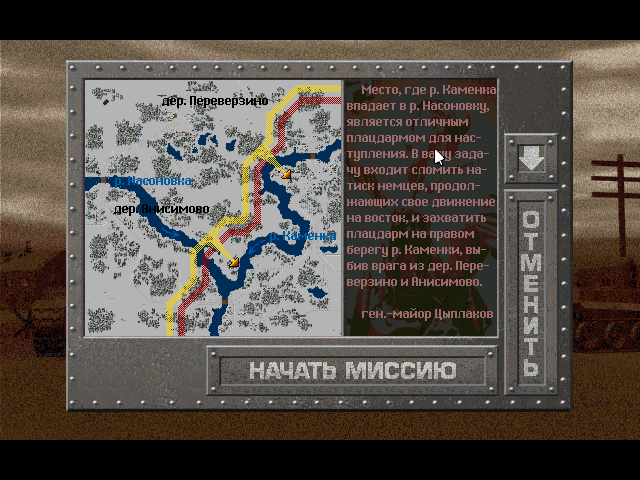 дер. Переверзино
р. Насоновка
дер. Анисимово
р. Каменка
Место, где р. Каменка
впадает в р. Насоновку,
является отличным
плацдармом для нас-
тупления. В вашу зада-
чу входит сломить на-
тиск немцев, продол-
жающих свое движение
на восток, и захватить
плацдарм на правом
берегу р. Каменки, вы-
бив врага из дер. Пере-
верзино и Анисимово.
ген.-майор Цыплаков
ОТМЕНИТЬ
НАЧАТЬ МИССИЮ